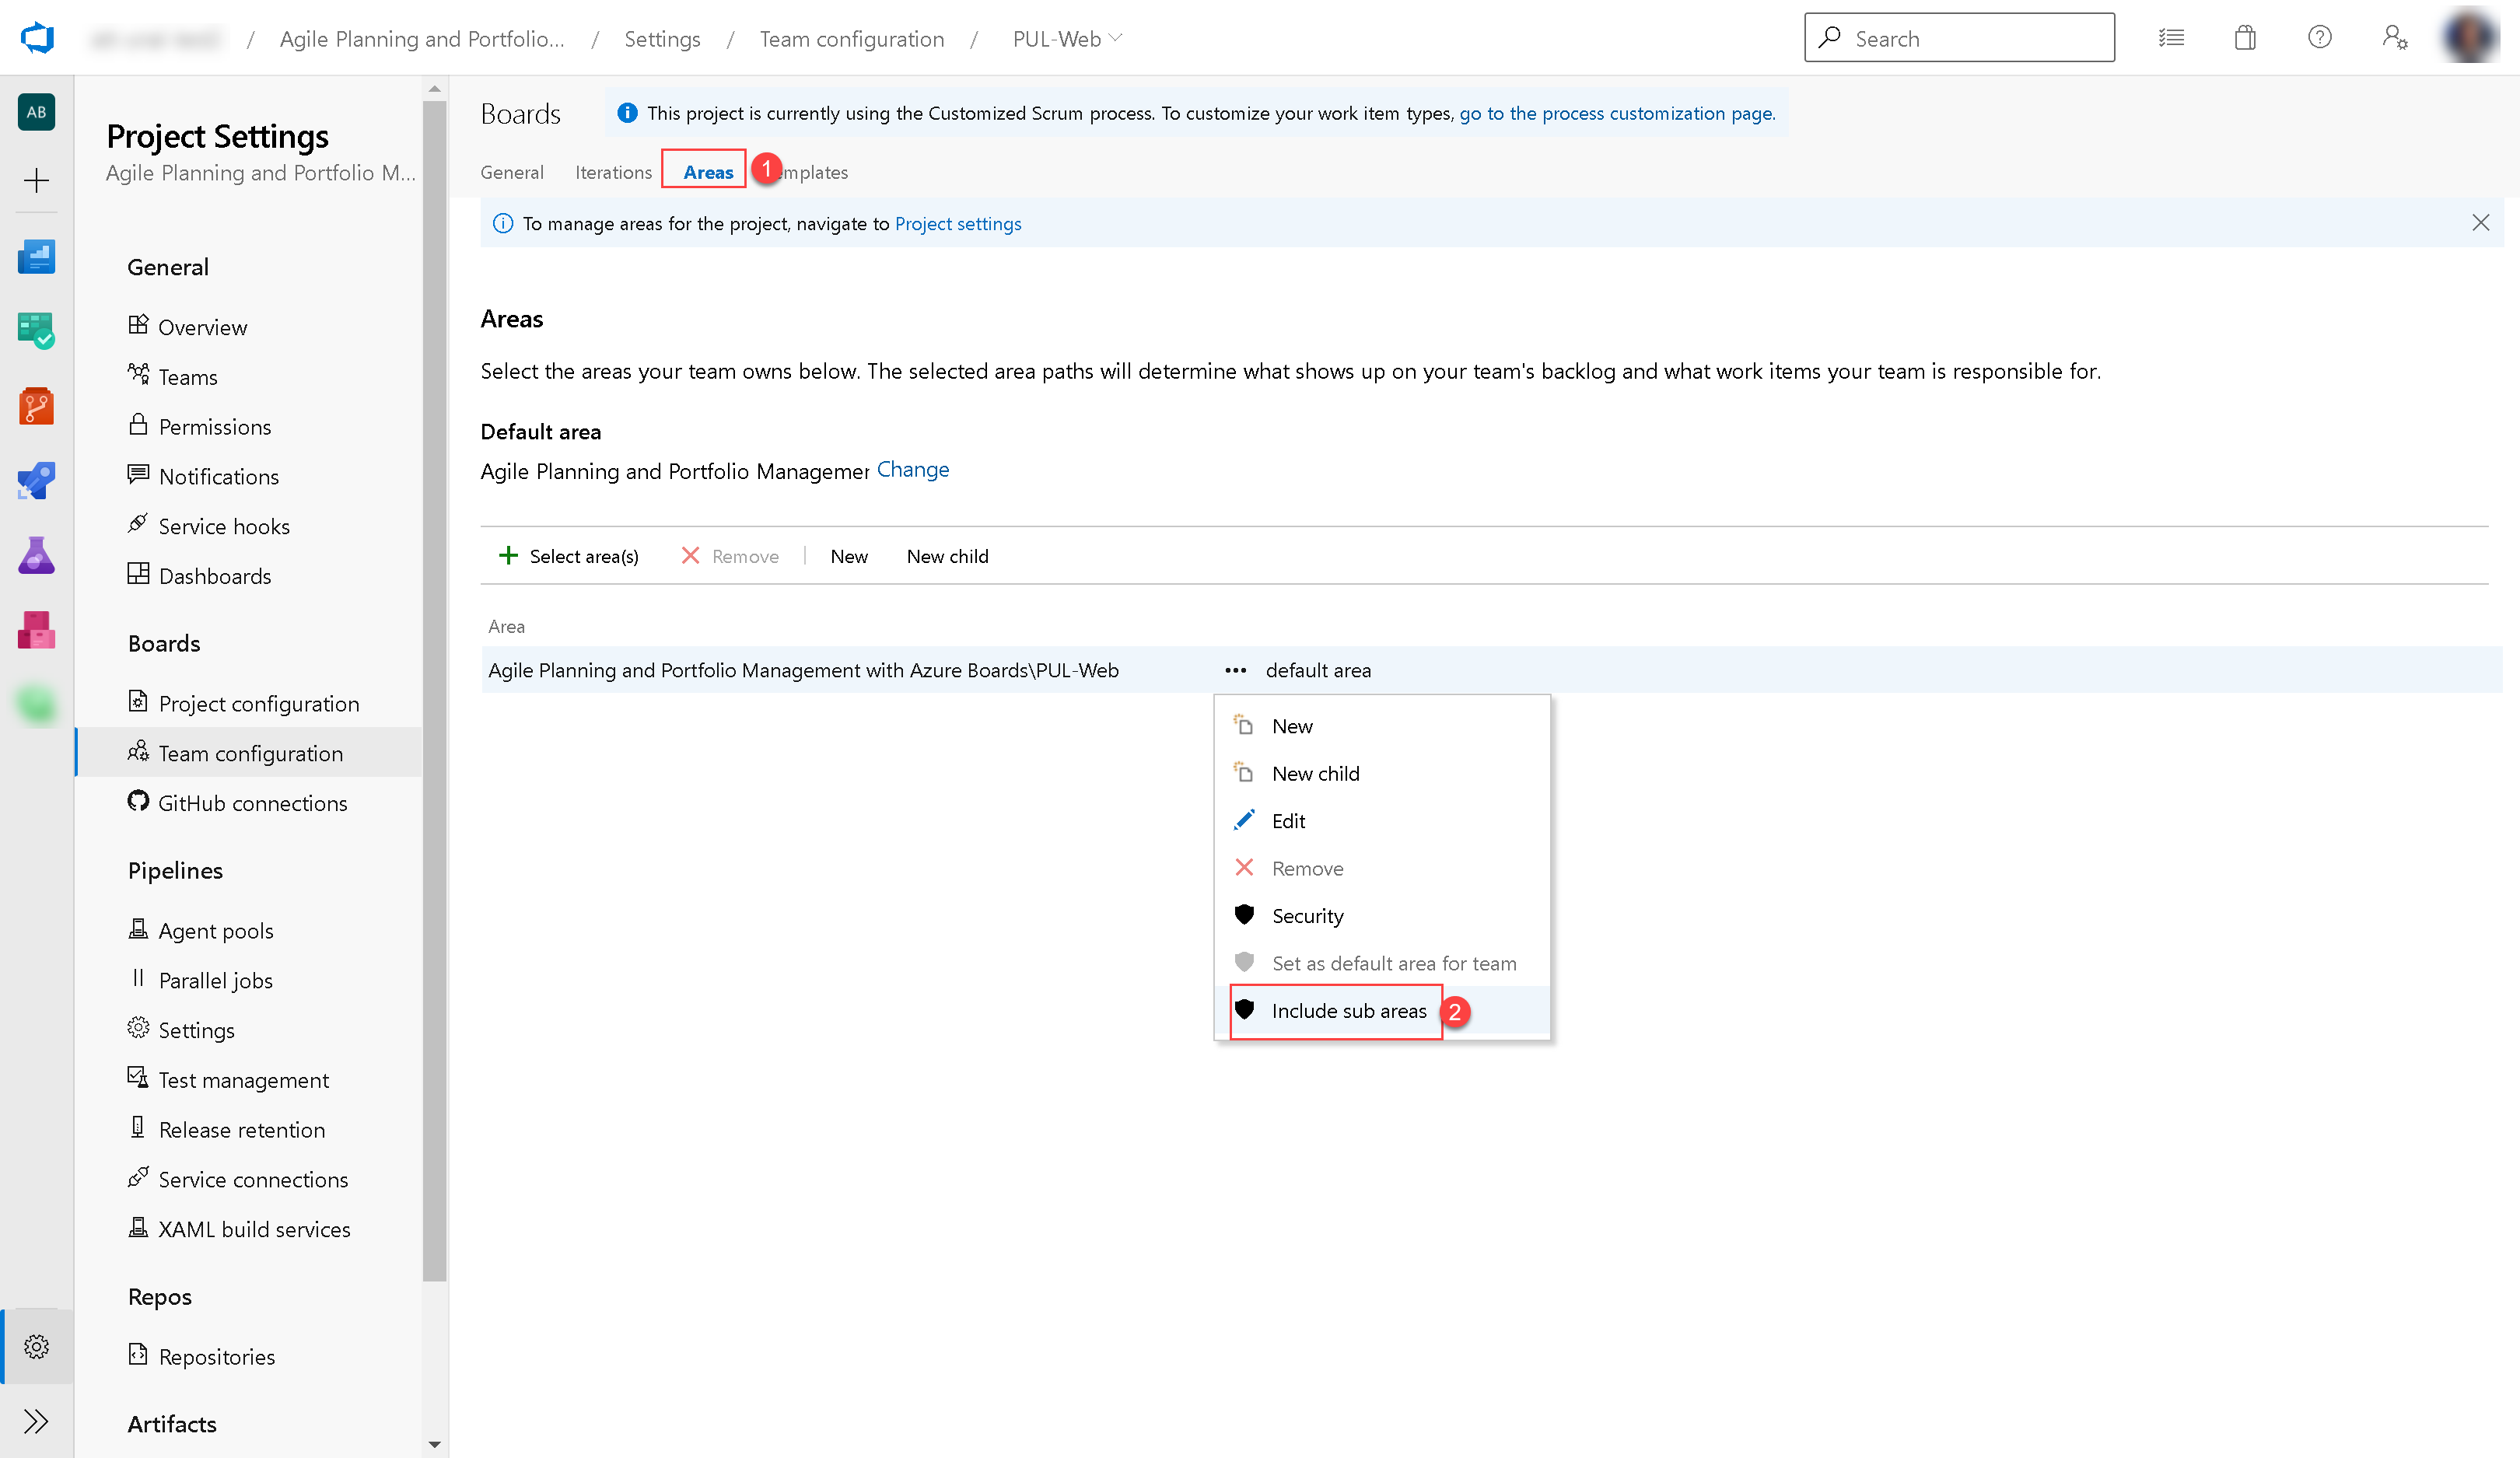 / Agile Planning and Portfolio... / Settings / Team configuration / PUL-Web
Search
AB
Project Settings
Agile Planning and Portfolio M...
General
Overview
Teams
Permissions
Notifications
Service hooks
Dashboards
Boards
Project configuration
Team configuration
GitHub connections
Pipelines
Agent pools
Parallel jobs
Settings
Test management
Release retention
Service connections
XAML build services
Repos
Repositories
Artifacts
Boards
This project is currently using the Customized Scrum process. To customize your work item types, go to the process customization page.
General Iterations Areas 1 mplates
To manage areas for the project, navigate to Project settings
Areas
Select the areas your team owns below. The selected area paths will determine what shows up on your team's backlog and what work items your team is responsible for.
Default area
Agile Planning and Portfolio Managemer Change
Select area(s) Remove New New child
Area
Agile Planning and Portfolio Management with Azure Boards\PUL-Web ••• default area
New
New child
Edit
Remove
Security
Set as default area for team
Include sub areas 2